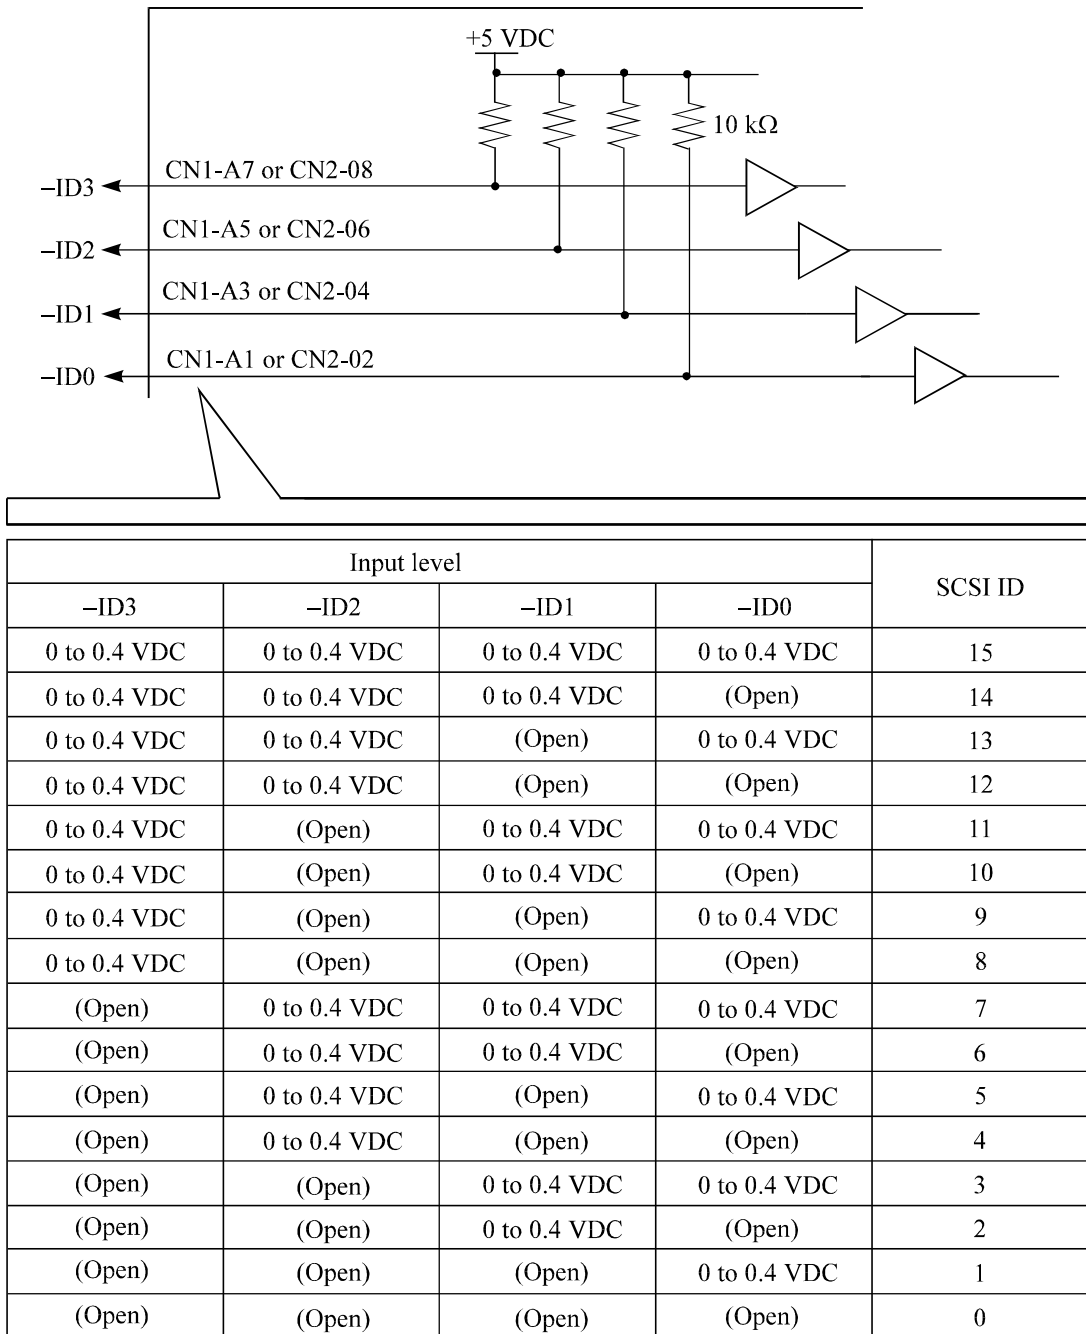 +5 VDC
10 kΩ
–ID3 CN1-A7 or CN2-08
–ID2 CN1-A5 or CN2-06
–ID1 CN1-A3 or CN2-04
–ID0 CN1-A1 or CN2-02
Input level SCSI ID
–ID3 –ID2 –ID1 –ID0
0 to 0.4 VDC 0 to 0.4 VDC 0 to 0.4 VDC 0 to 0.4 VDC 15
0 to 0.4 VDC 0 to 0.4 VDC 0 to 0.4 VDC (Open) 14
0 to 0.4 VDC 0 to 0.4 VDC (Open) 0 to 0.4 VDC 13
0 to 0.4 VDC 0 to 0.4 VDC (Open) (Open) 12
0 to 0.4 VDC (Open) 0 to 0.4 VDC 0 to 0.4 VDC 11
0 to 0.4 VDC (Open) 0 to 0.4 VDC (Open) 10
0 to 0.4 VDC (Open) (Open) 0 to 0.4 VDC 9
0 to 0.4 VDC (Open) (Open) (Open) 8
(Open) 0 to 0.4 VDC 0 to 0.4 VDC 0 to 0.4 VDC 7
(Open) 0 to 0.4 VDC 0 to 0.4 VDC (Open) 6
(Open) 0 to 0.4 VDC (Open) 0 to 0.4 VDC 5
(Open) 0 to 0.4 VDC (Open) (Open) 4
(Open) (Open) 0 to 0.4 VDC 0 to 0.4 VDC 3
(Open) (Open) 0 to 0.4 VDC (Open) 2
(Open) (Open) (Open) 0 to 0.4 VDC 1
(Open) (Open) (Open) (Open) 0